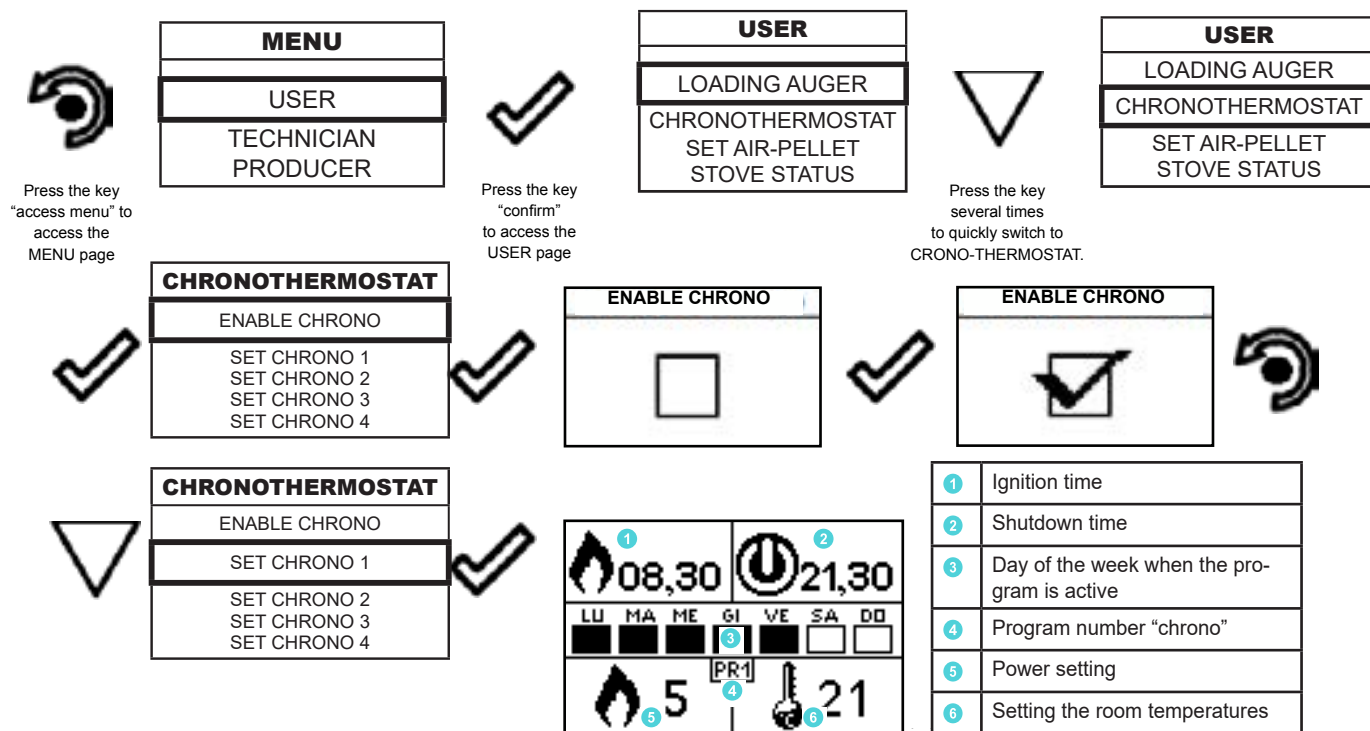 MENU
USER
TECHNICIAN
PRODUCER
Press the key
“access menu” to
access the
MENU page
Press the key
“confirm”
to access the
USER page
USER
LOADING AUGER
CHRONOTHERMOSTAT
SET AIR-PELLET
STOVE STATUS
Press the key
several times
to quickly switch to
CRONO-THERMOSTAT.
USER
LOADING AUGER
CHRONOTHERMOSTAT
SET AIR-PELLET
STOVE STATUS
CHRONOTHERMOSTAT
ENABLE CHRONO
SET CHRONO 1
SET CHRONO 2
SET CHRONO 3
SET CHRONO 4
ENABLE CHRONO
ENABLE CHRONO
CHRONOTHERMOSTAT
ENABLE CHRONO
SET CHRONO 1
SET CHRONO 2
SET CHRONO 3
SET CHRONO 4
1 08,30 2 21,30
LU MA ME GI VE SA DO
3
PR1
5 5 4 6 21
1 Ignition time
2 Shutdown time
3 Day of the week when the pro-
gram is active
4 Program number “chrono”
5 Power setting
6 Setting the room temperatures